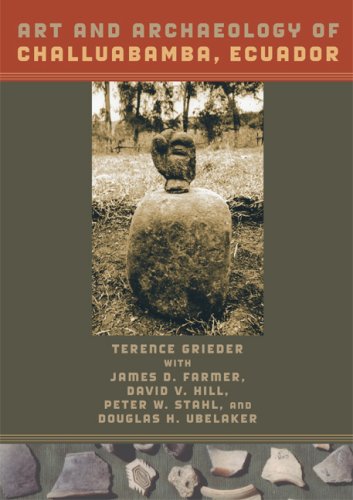 ART AND ARCHAEOLOGY OF
CHALLUABAMBA, ECUADOR
TERENCE GRIEDER
WITH
JAMES D. FARMER,
DAVID V. HILL,
PETER W. STAHL, AND
DOUGLAS H. UBELAKER